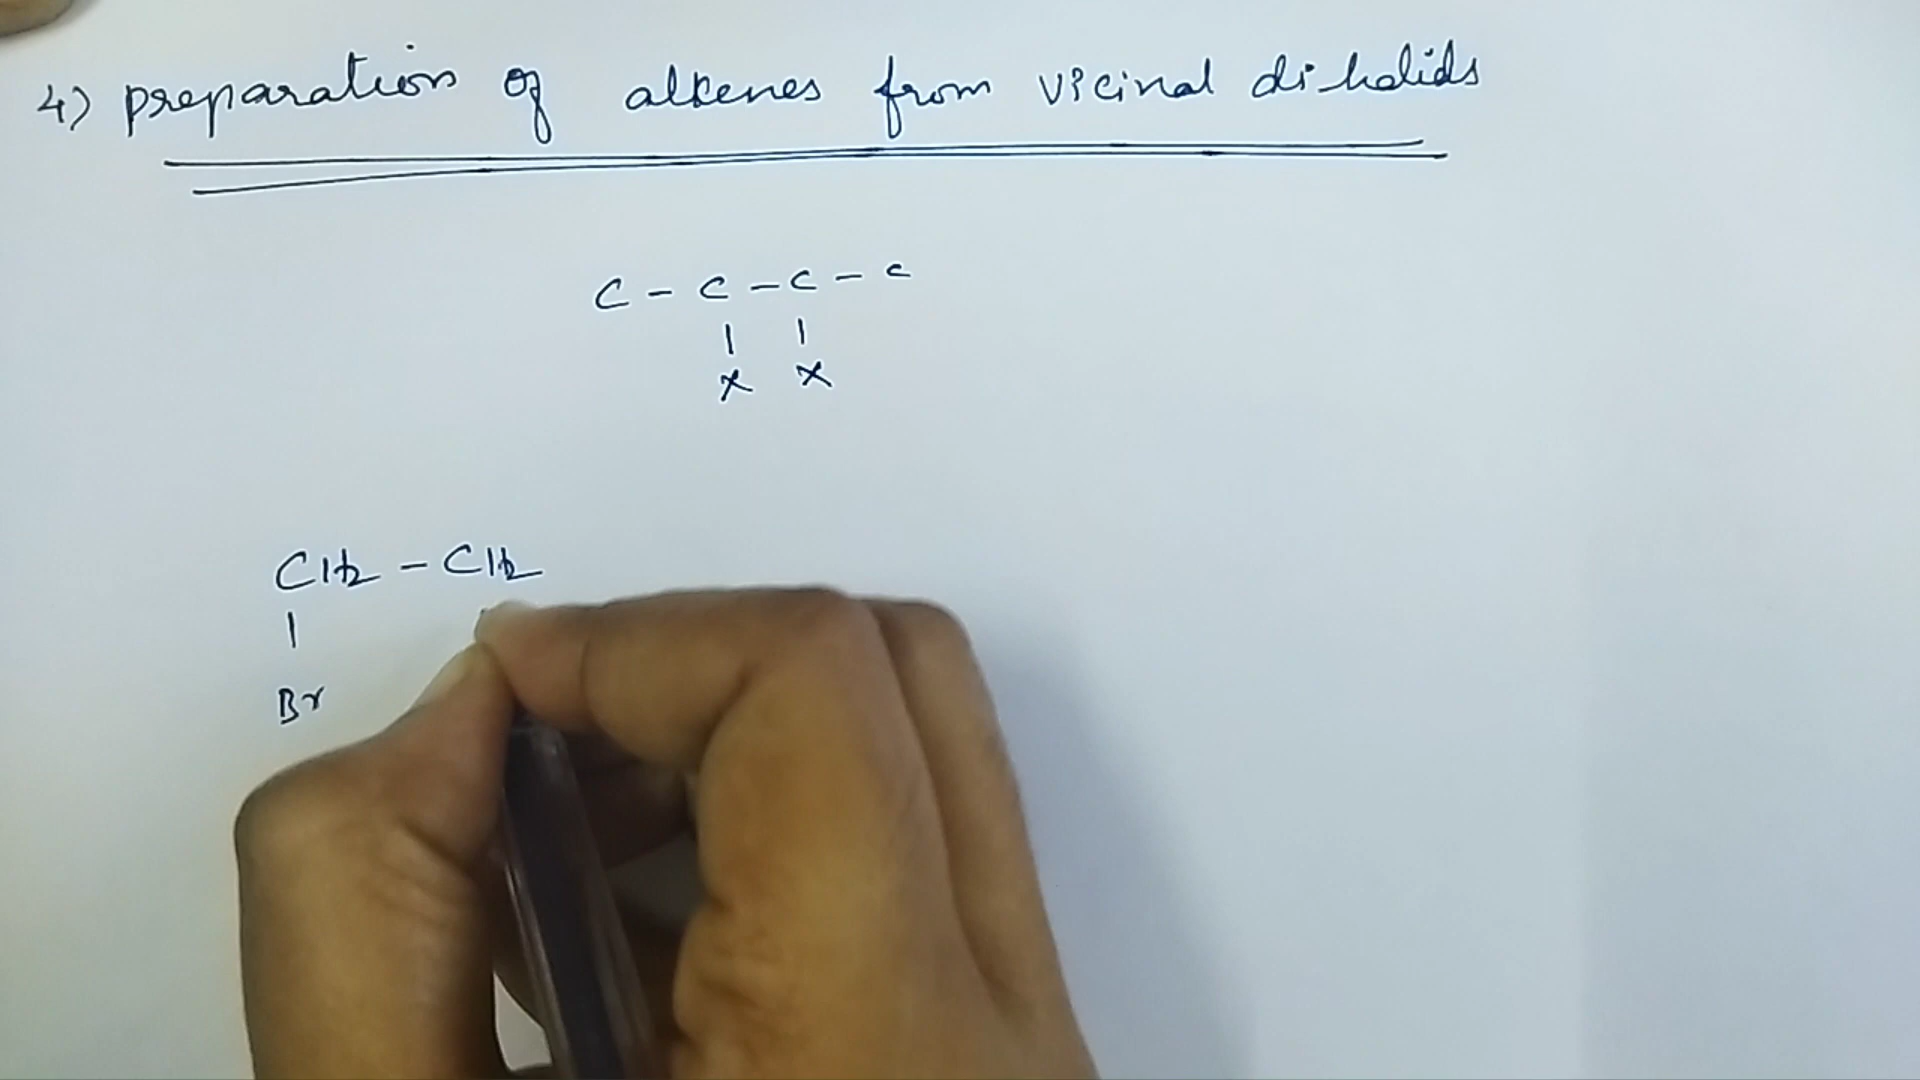 4) preparation of alkenes from vicinal dihalids
C - C - C - C
| |
x x
CH2 - CH2
|
Br